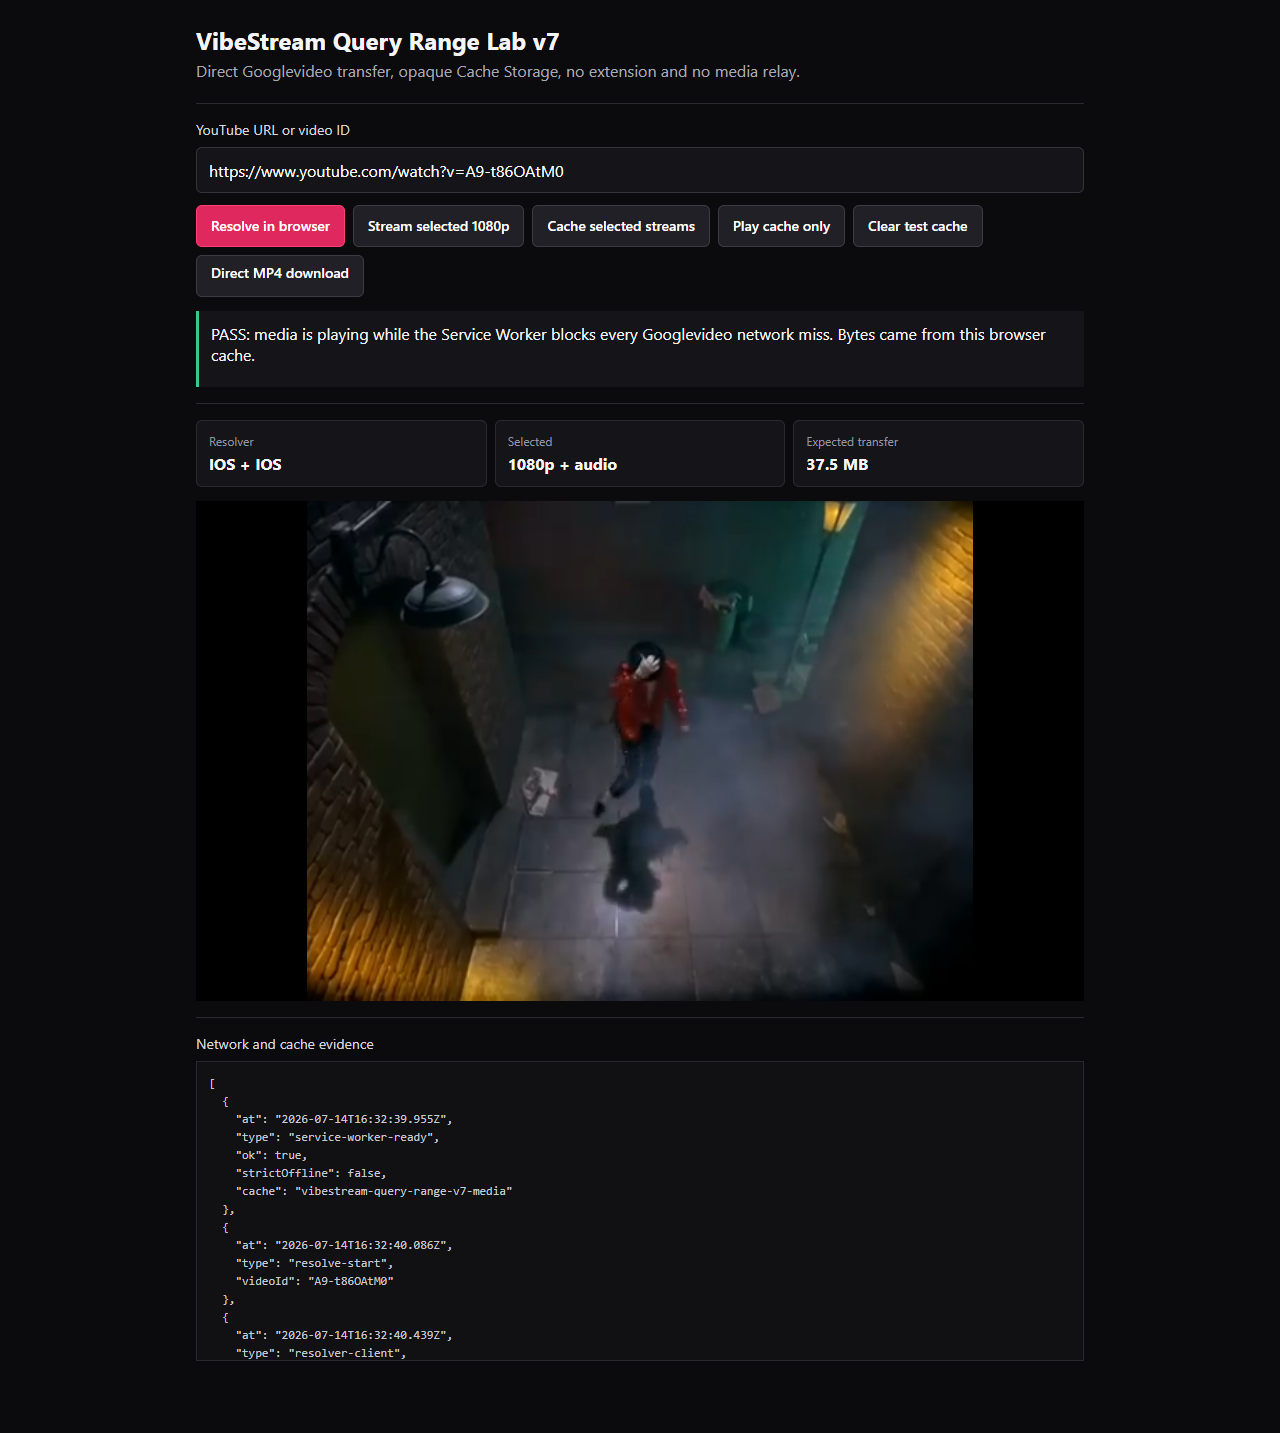 VibeStream Query Range Lab v7
Direct Googlevideo transfer, opaque Cache Storage, no extension and no media relay.
YouTube URL or video ID
https://www.youtube.com/watch?v=A9-t86OAtM0
Resolve in browser
Stream selected 1080p
Cache selected streams
Play cache only
Clear test cache
Direct MP4 download
PASS: media is playing while the Service Worker blocks every Googlevideo network miss. Bytes came from this browser
cache.
Resolver
IOS + IOS
Selected
1080p + audio
Expected transfer
37.5 MB
Network and cache evidence
[
  {
    "at": "2026-07-14T16:32:39.955Z",
    "type": "service-worker-ready",
    "ok": true,
    "strictOffline": false,
    "cache": "vibestream-query-range-v7-media"
  },
  {
    "at": "2026-07-14T16:32:40.086Z",
    "type": "resolve-start",
    "videoId": "A9-t86OAtM0"
  },
  {
    "at": "2026-07-14T16:32:40.439Z",
    "type": "resolver-client",